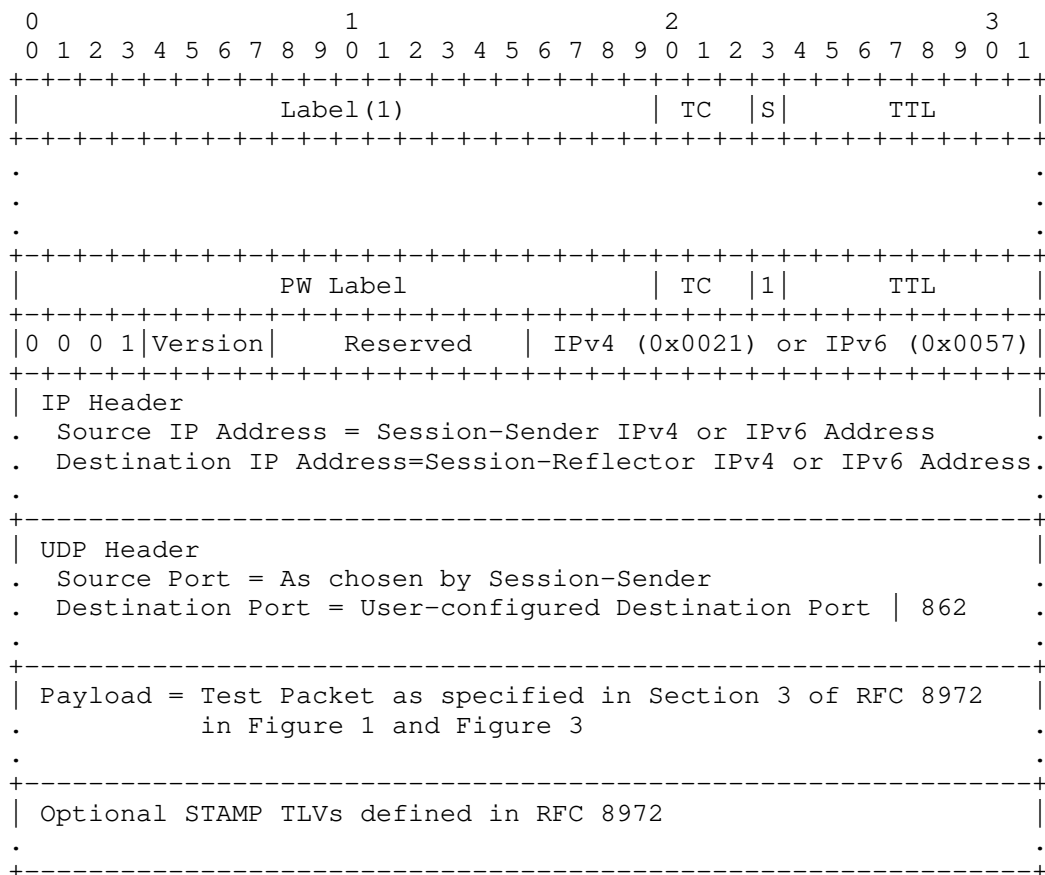 0                   1                   2                   3
 0 1 2 3 4 5 6 7 8 9 0 1 2 3 4 5 6 7 8 9 0 1 2 3 4 5 6 7 8 9 0 1
+-+-+-+-+-+-+-+-+-+-+-+-+-+-+-+-+-+-+-+-+-+-+-+-+-+-+-+-+-+-+-+-+
|                Label(1)               | TC  |S|      TTL      |
+-+-+-+-+-+-+-+-+-+-+-+-+-+-+-+-+-+-+-+-+-+-+-+-+-+-+-+-+-+-+-+-+
.                                                               .
.                                                               .
.                                                               .
+-+-+-+-+-+-+-+-+-+-+-+-+-+-+-+-+-+-+-+-+-+-+-+-+-+-+-+-+-+-+-+-+
|                PW Label               | TC  |1|      TTL      |
+-+-+-+-+-+-+-+-+-+-+-+-+-+-+-+-+-+-+-+-+-+-+-+-+-+-+-+-+-+-+-+-+
|0 0 0 1|Version|    Reserved   | IPv4 (0x0021) or IPv6 (0x0057)|
+-+-+-+-+-+-+-+-+-+-+-+-+-+-+-+-+-+-+-+-+-+-+-+-+-+-+-+-+-+-+-+-+
| IP Header                                                     |
.  Source IP Address = Session-Sender IPv4 or IPv6 Address      .
.  Destination IP Address=Session-Reflector IPv4 or IPv6 Address.
.                                                               .
+---------------------------------------------------------------+
| UDP Header                                                    |
.  Source Port = As chosen by Session-Sender                    .
.  Destination Port = User-configured Destination Port | 862    .
.                                                               .
+---------------------------------------------------------------+
| Payload = Test Packet as specified in Section 3 of RFC 8972   |
.           in Figure 1 and Figure 3                            .
.                                                               .
+---------------------------------------------------------------+
| Optional STAMP TLVs defined in RFC 8972                       |
.                                                               .
+---------------------------------------------------------------+